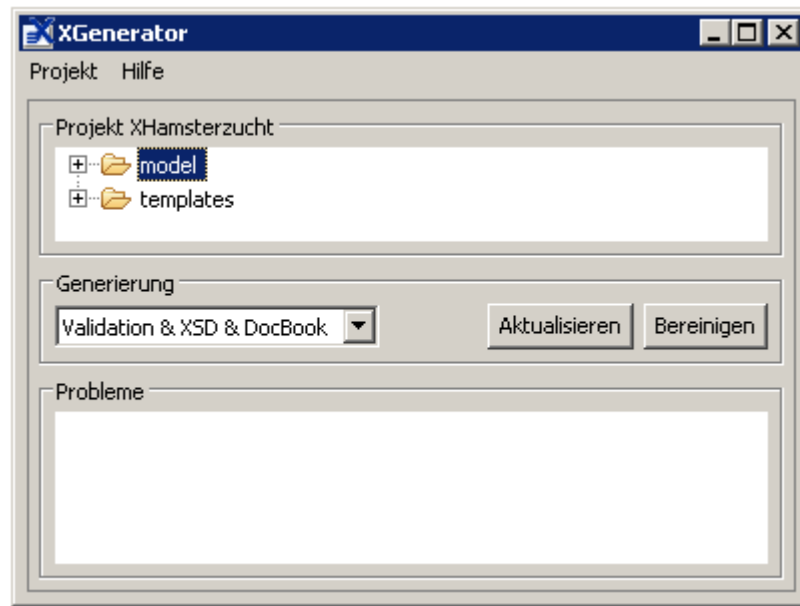 XGenerator
Projekt Hilfe
Projekt XHamsterzucht
model
templates
Generierung
Validation & XSD & DocBook Aktualisieren Bereinigen
Probleme